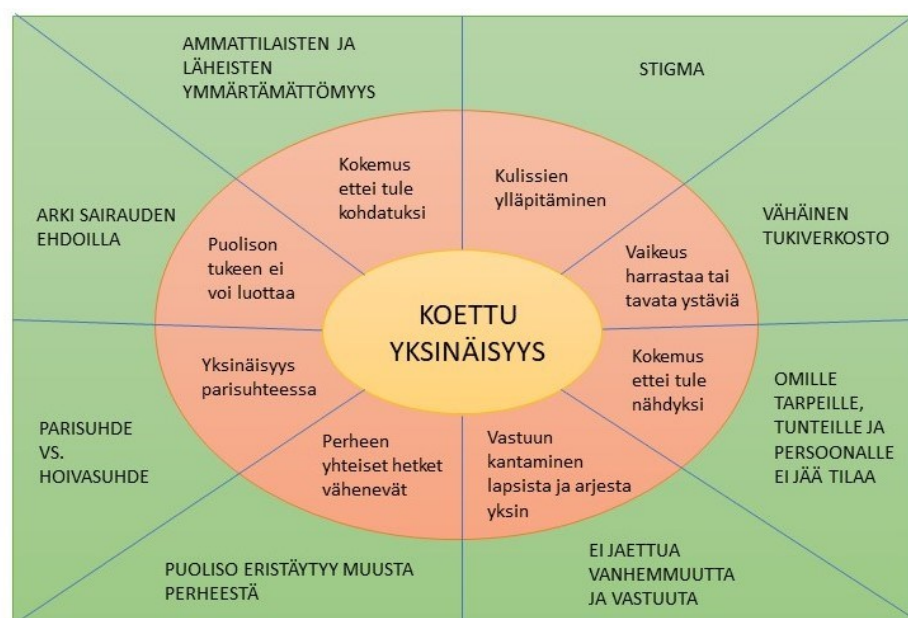 AMMATTILAISTEN JA
LÄHEISTEN
YMMÄRTÄMÄTTÖMYYS
STIGMA
Kokemus
ettei tule
kohdatuksi
Kulissien
ylläpitäminen
ARKI SAIRAUDEN
EHDOILLA
VÄHÄINEN
TUKIVERKOSTO
Puolison
tukeen ei
voi luottaa
Vaikeus
harrastaa tai
tavata ystäviä
KOETTU
YKSINÄISYYS
Yksinäisyys
parisuhteessa
Kokemus
ettei tule
nähdyksi
PARISUHDE
VS.
HOIVASUHDE
OMILLE
TARPEILLE,
TUNTEILLE JA
PERSOONALLE
EI JÄÄ TILAA
Perheen
yhteiset hetket
vähenevät
Vastuun
kantaminen
lapsista ja arjesta
yksin
PUOLISO ERISTÄYTYY MUUSTA
PERHEESTÄ
EI JAETTUA
VANHEMMUUTTA
JA VASTUUTA